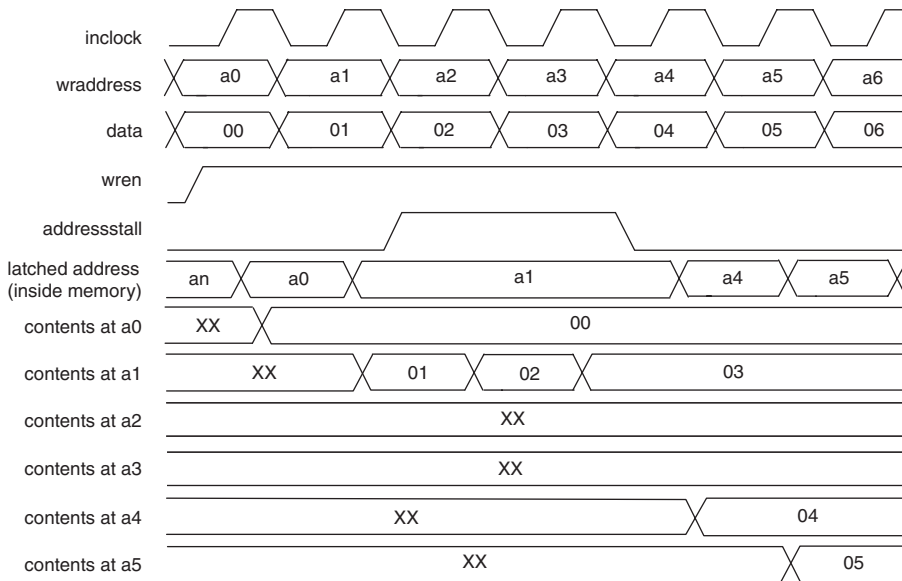 inclock
wraddress a0 a1 a2 a3 a4 a5 a6
data 00 01 02 03 04 05 06
wren
addressstall
latched address
(inside memory) an a0 a1 a4 a5
contents at a0 XX 00
contents at a1 XX 01 02 03
contents at a2 XX
contents at a3 XX
contents at a4 XX 04
contents at a5 XX 05